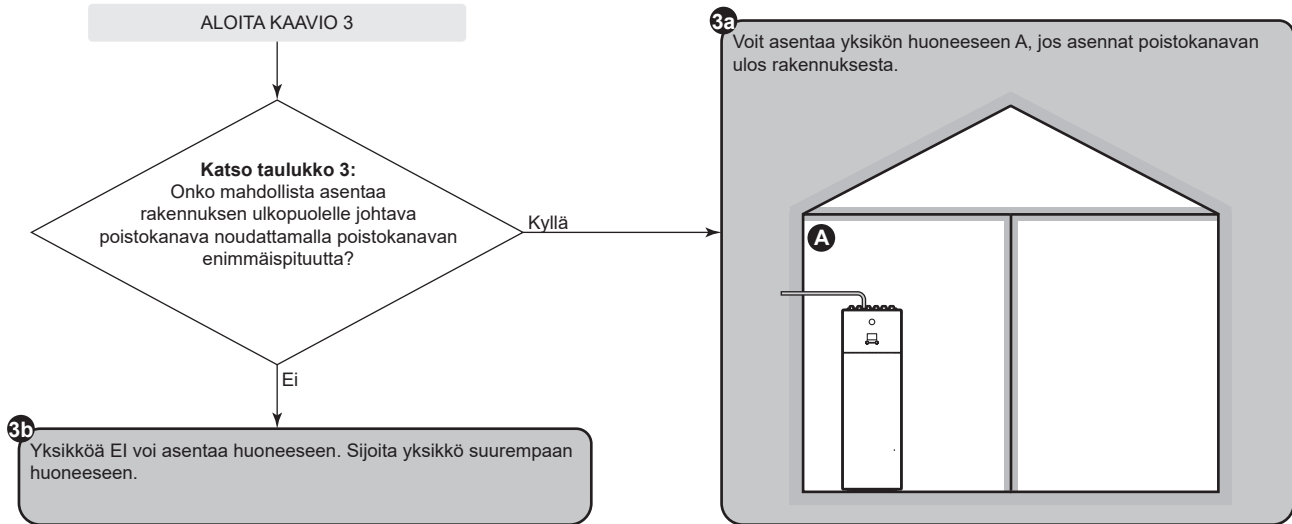 ALOITA KAAVIO 3
Katso taulukko 3:
Onko mahdollista asentaa
rakennuksen ulkopuolelle johtava
poistokanava noudattamalla poistokanavan
enimmäispituutta?
Kyllä
Ei
3a
Voit asentaa yksikön huoneeseen A, jos asennat poistokanavan
ulos rakennuksesta.
A
3b
Yksikköä EI voi asentaa huoneeseen. Sijoita yksikkö suurempaan
huoneeseen.